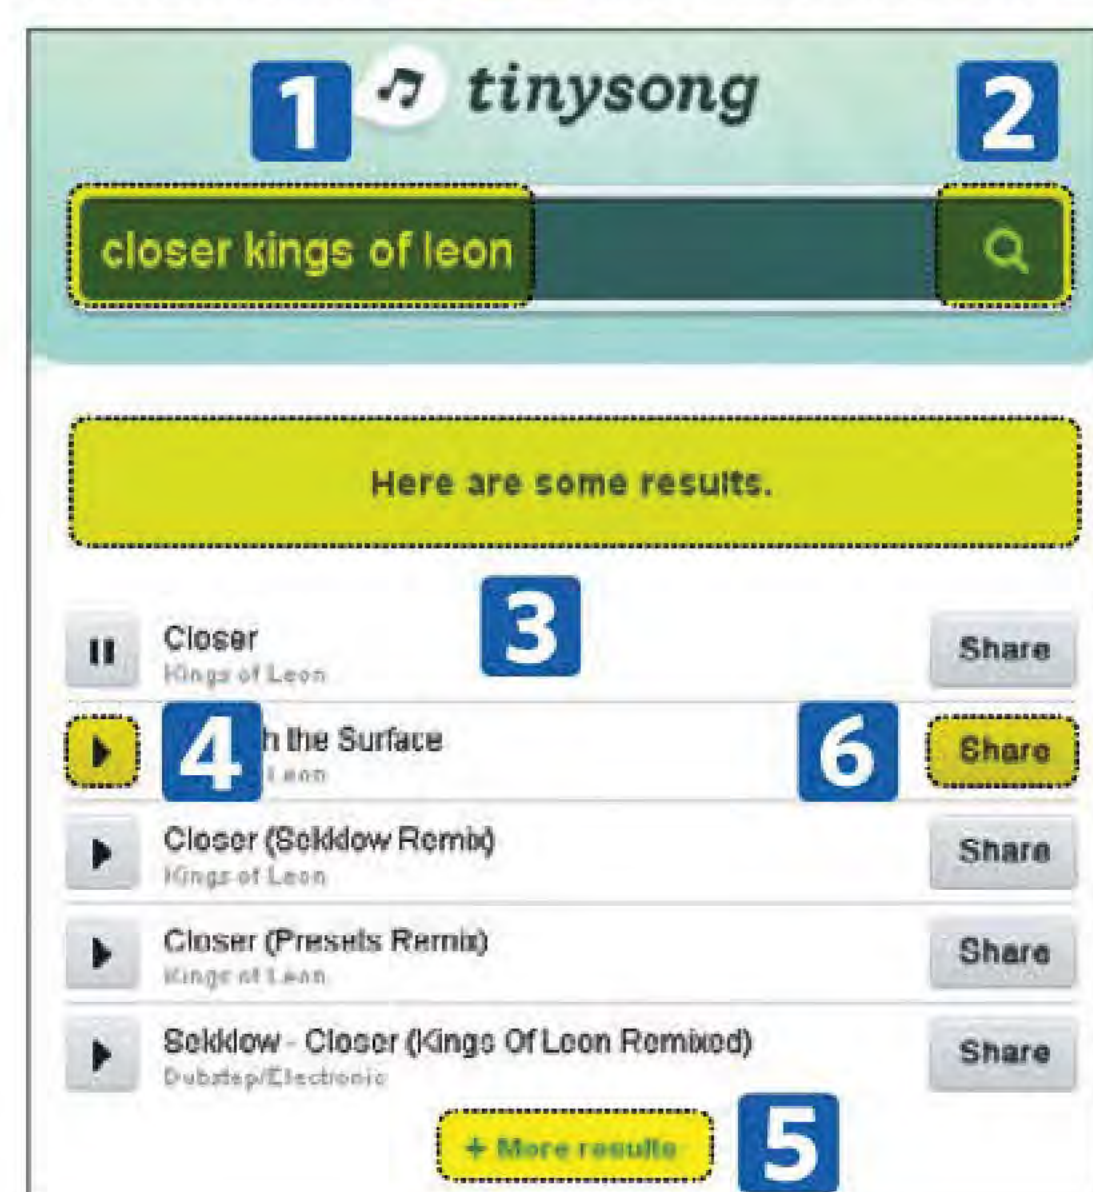 1 tinysong 2
closer kings of leon
Here are some results.
3
Closer
Kings of Leon
Share
4 h the Surface
Leon
6 Share
Closer (Sekklow Remix)
Kings of Leon
Share
Closer (Presets Remix)
Kings of Leon
Share
Sekklow - Closer (Kings Of Leon Remixed)
Dubstep/Electronic
Share
+ More results 5